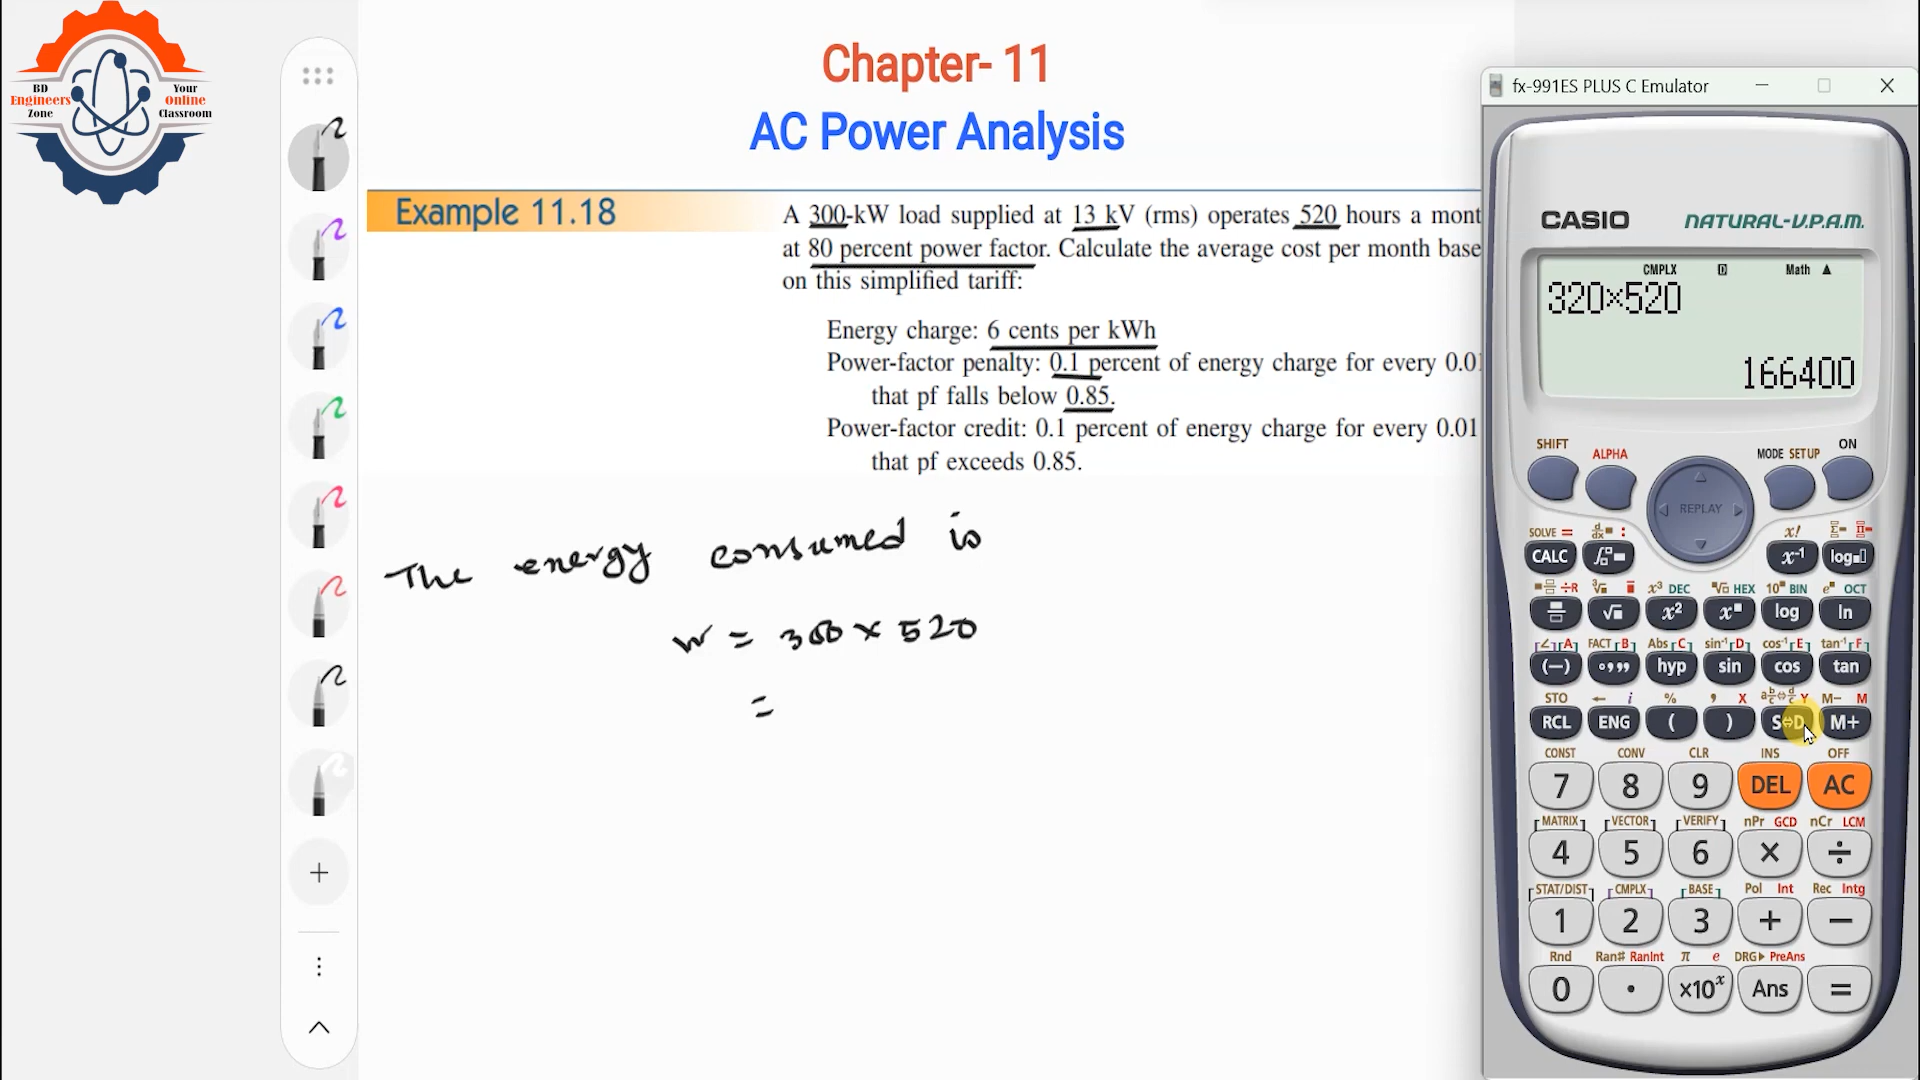 BD
Engineers
Zone
Your
Online
Classroom
Chapter- 11
AC Power Analysis
Example 11.18
A 300-kW load supplied at 13 kV (rms) operates 520 hours a mont
at 80 percent power factor. Calculate the average cost per month base
on this simplified tariff:
Energy charge: 6 cents per kWh
Power-factor penalty: 0.1 percent of energy charge for every 0.01
that pf falls below 0.85.
Power-factor credit: 0.1 percent of energy charge for every 0.01
that pf exceeds 0.85.
The energy consumed is
W = 300 × 520
=
fx-991ES PLUS C Emulator
CASIO NATURAL-V.P.A.M.
CMPLX D Math ▲
320×520
166400
SHIFT ALPHA MODE SETUP ON
REPLAY
SOLVE = d/dx : x! Σ Π
CALC x⁻¹ log
÷R ³√ x³ DEC √ HEX 10 BIN e OCT
√ x² x log ln
∠ A FACT B Abs C sin⁻¹ D cos⁻¹ E tan⁻¹ F
(−) °,,, hyp sin cos tan
STO ← i % , X a b/c⇔d/c Y M− M
RCL ENG ( ) S⇔D M+
CONST CONV CLR INS OFF
7 8 9 DEL AC
MATRIX VECTOR VERIFY nPr GCD nCr LCM
4 5 6 × ÷
STAT/DIST CMPLX BASE Pol Int Rec Intg
1 2 3 + −
Rnd Ran# RanInt π e DRG▶ PreAns
0 . ×10ˣ Ans =